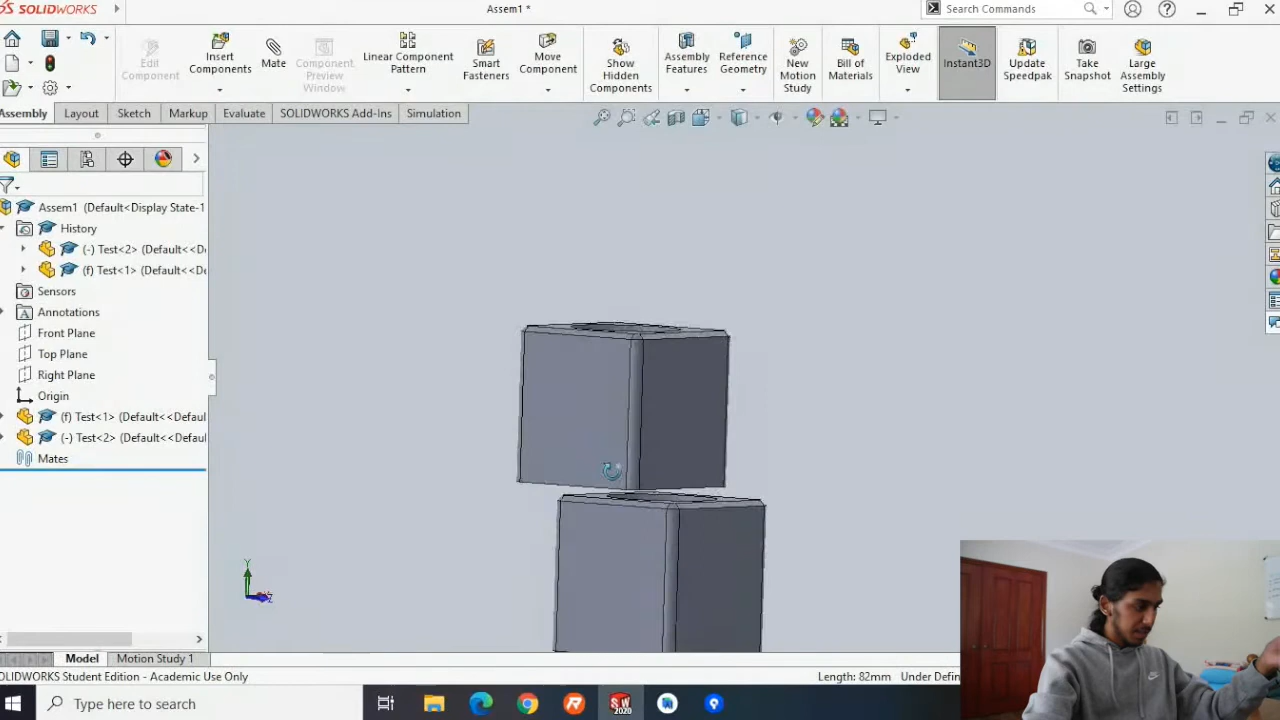 SOLIDWORKS
Assem1 *
Search Commands
Edit Component
Insert Components
Mate
Component Preview Window
Linear Component Pattern
Smart Fasteners
Move Component
Show Hidden Components
Assembly Features
Reference Geometry
New Motion Study
Bill of Materials
Exploded View
Instant3D
Update Speedpak
Take Snapshot
Large Assembly Settings
Assembly
Layout
Sketch
Markup
Evaluate
SOLIDWORKS Add-Ins
Simulation
Assem1 (Default<Display State-1
History
(-) Test<2> (Default<<De
(f) Test<1> (Default<<De
Sensors
Annotations
Front Plane
Top Plane
Right Plane
Origin
(f) Test<1> (Default<<Defaul
(-) Test<2> (Default<<Defaul
Mates
Y
Z
Model
Motion Study 1
SOLIDWORKS Student Edition - Academic Use Only
Length: 82mm
Under Defin
Type here to search
SW
2020